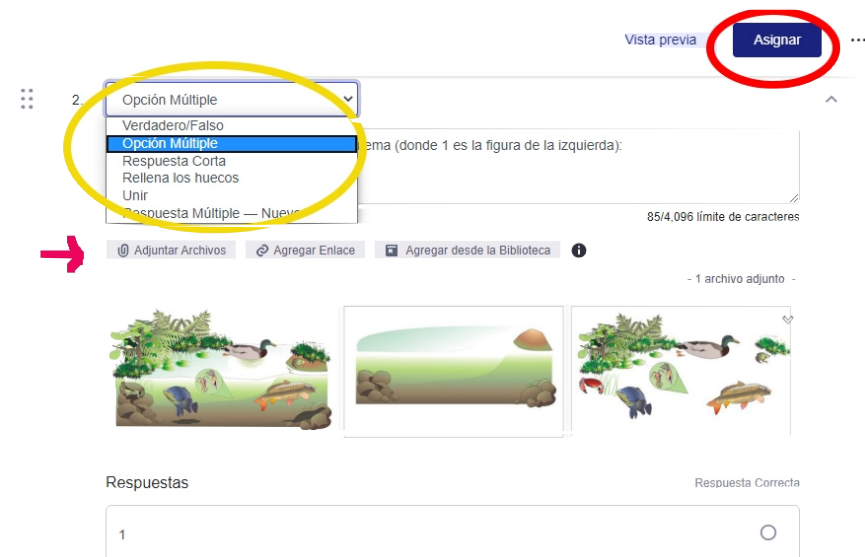 Vista previa
Asignar
2.
Opción Múltiple
Verdadero/Falso
Opción Múltiple
ema (donde 1 es la figura de la izquierda):
Respuesta Corta
Rellena los huecos
Unir
Respuesta Múltiple — Nuevo
85/4,096 límite de caracteres
Adjuntar Archivos
Agregar Enlace
Agregar desde la Biblioteca
- 1 archivo adjunto -
Respuestas
Respuesta Correcta
1